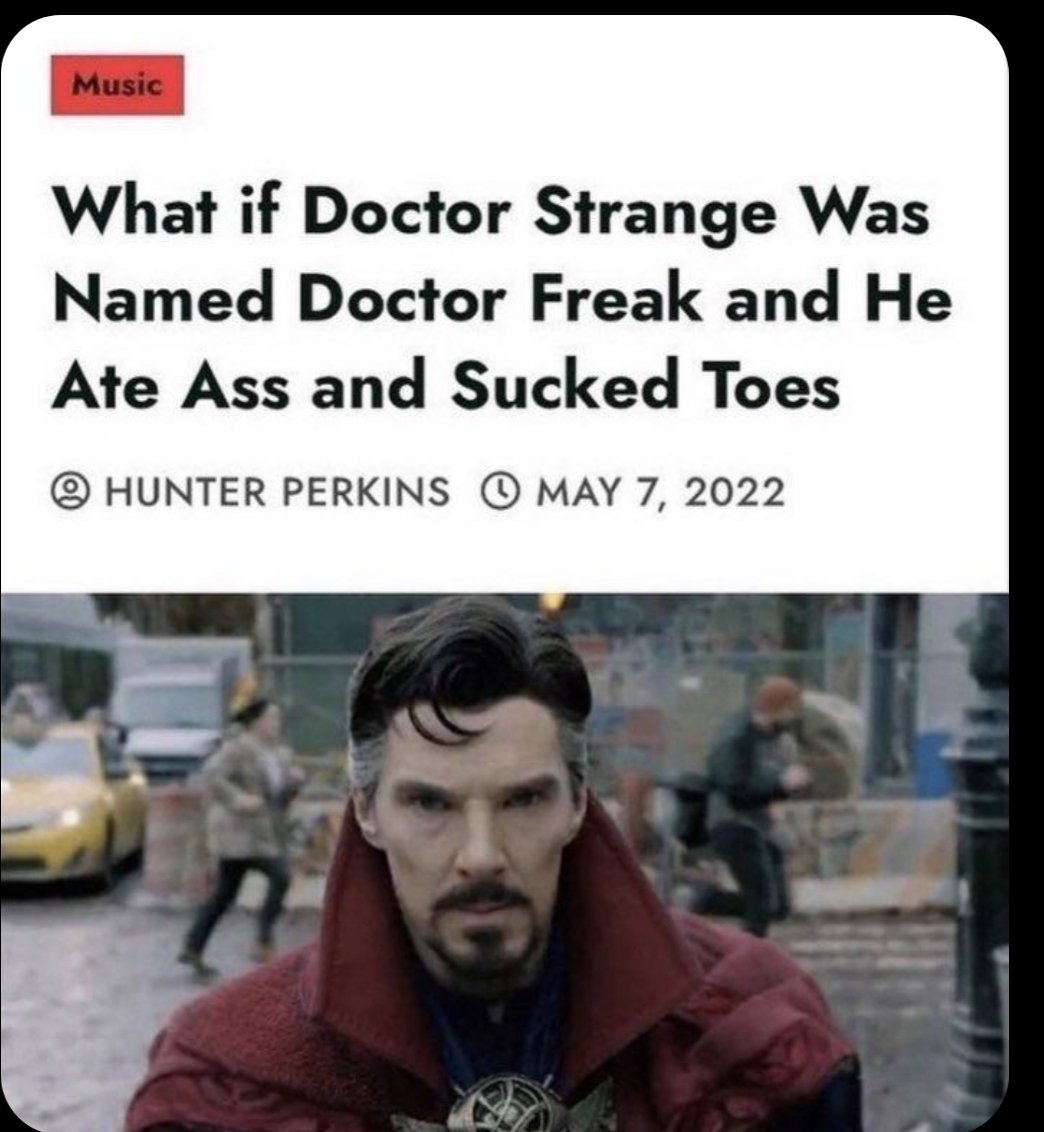 Music
What if Doctor Strange Was
Named Doctor Freak and He
Ate Ass and Sucked Toes
HUNTER PERKINS MAY 7, 2022